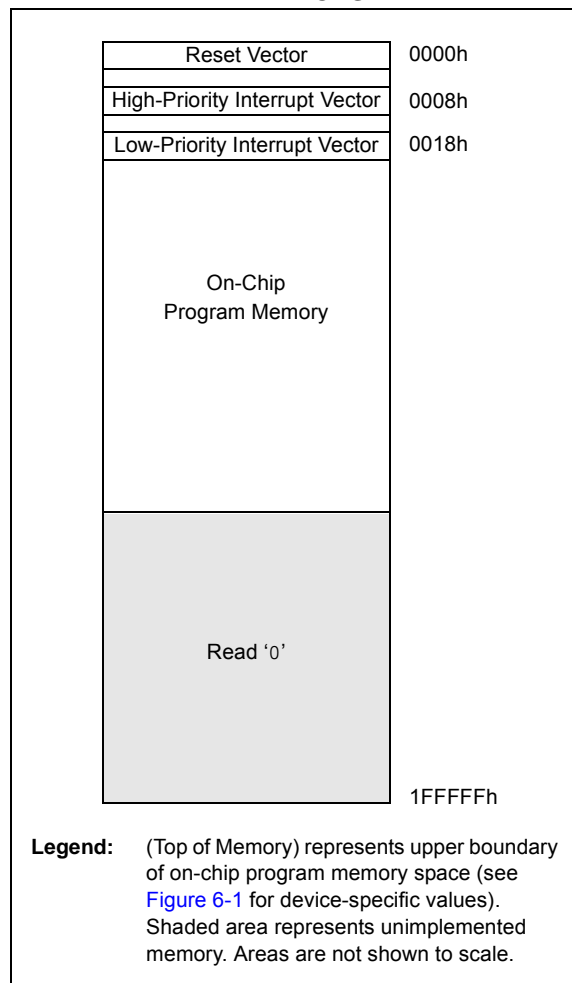 Reset Vector 0000h
High-Priority Interrupt Vector 0008h
Low-Priority Interrupt Vector 0018h
On-Chip
Program Memory
Read ‘0’
1FFFFFh
Legend: (Top of Memory) represents upper boundary
of on-chip program memory space (see
Figure 6-1 for device-specific values).
Shaded area represents unimplemented
memory. Areas are not shown to scale.